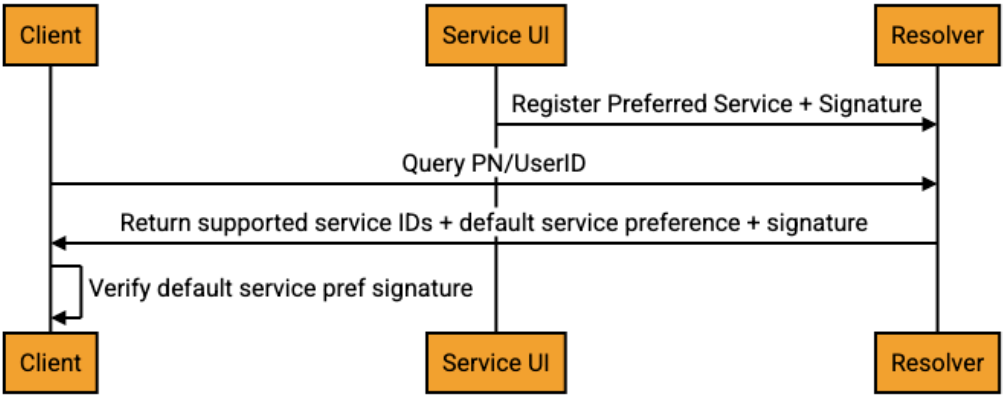 Client
Service UI
Resolver
Register Preferred Service + Signature
Query PN/UserID
Return supported service IDs + default service preference + signature
Verify default service pref signature
Client
Service UI
Resolver